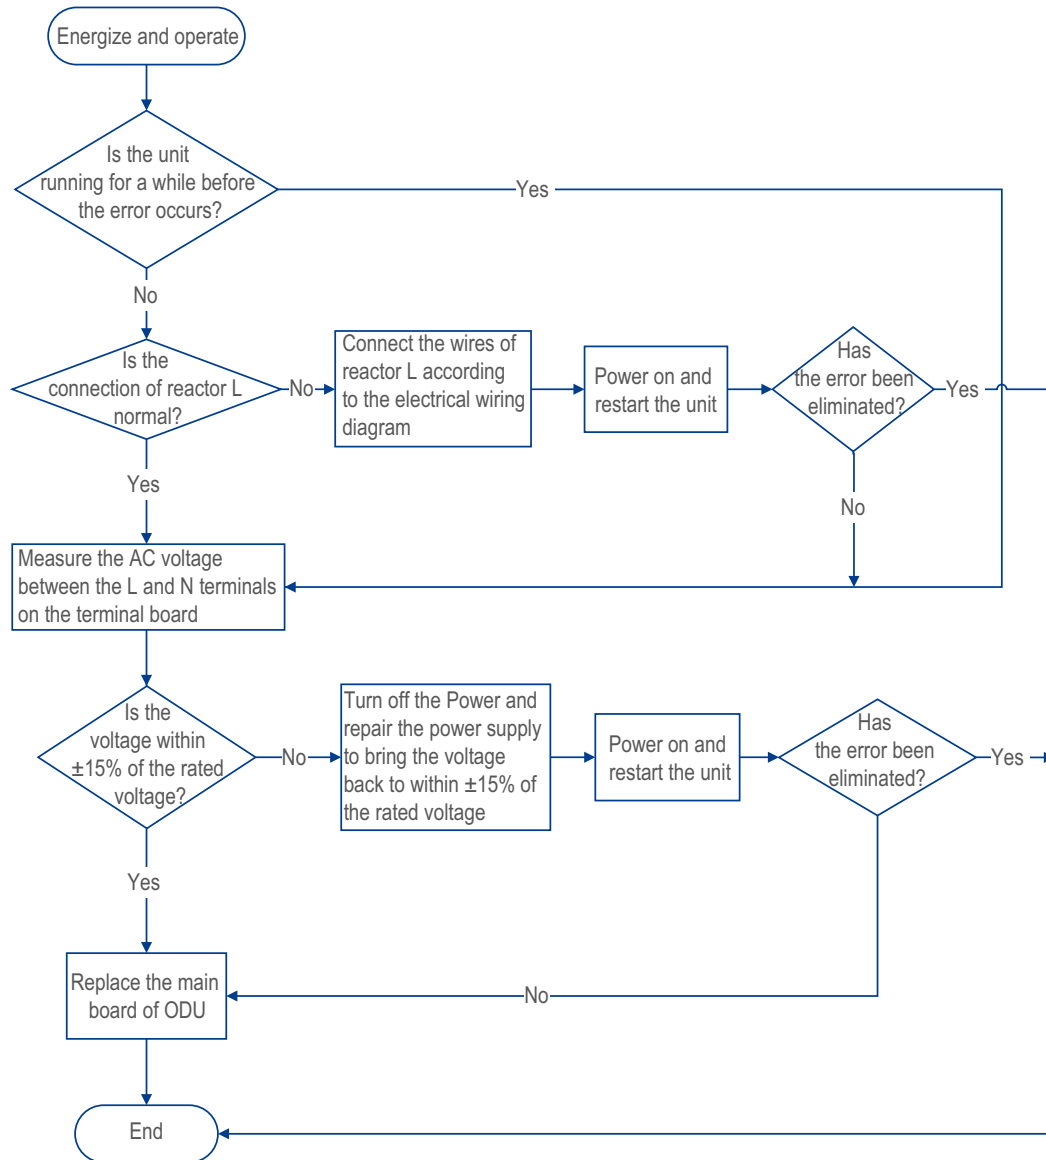 Energize and operate
Is the unit
running for a while before
the error occurs?
Yes
No
Is the
connection of reactor L
normal?
No
Connect the wires of
reactor L according
to the electrical wiring
diagram
Power on and
restart the unit
Has
the error been
eliminated?
Yes
No
Yes
Measure the AC voltage
between the L and N terminals
on the terminal board
Is the
voltage within
±15% of the rated
voltage?
No
Turn off the Power and
repair the power supply
to bring the voltage
back to within ±15% of
the rated voltage
Power on and
restart the unit
Has
the error been
eliminated?
Yes
Yes
Replace the main
board of ODU
No
End